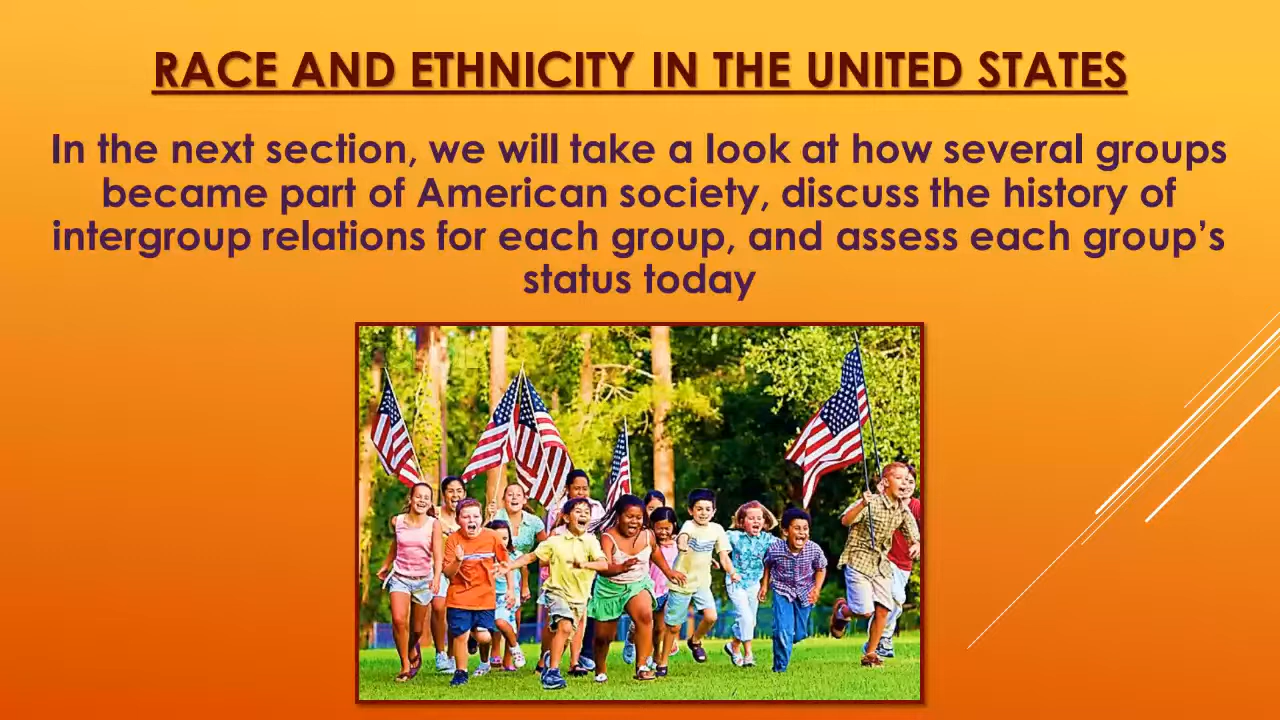 RACE AND ETHNICITY IN THE UNITED STATES
In the next section, we will take a look at how several groups
became part of American society, discuss the history of
intergroup relations for each group, and assess each group’s
status today